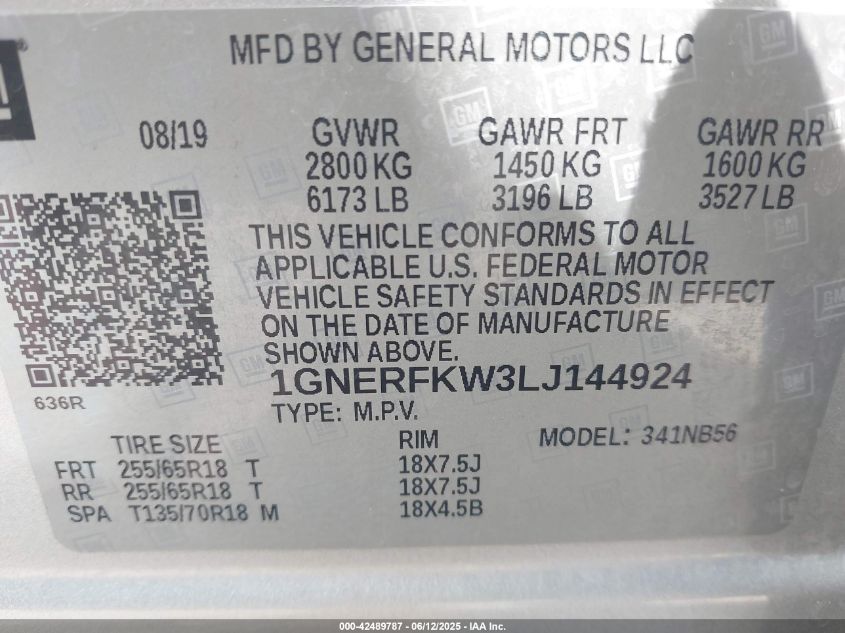 MFD BY GENERAL MOTORS LLC
08/19 GVWR GAWR FRT GAWR RR
2800 KG 1450 KG 1600 KG
6173 LB 3196 LB 3527 LB
THIS VEHICLE CONFORMS TO ALL
APPLICABLE U.S. FEDERAL MOTOR
VEHICLE SAFETY STANDARDS IN EFFECT
ON THE DATE OF MANUFACTURE
SHOWN ABOVE.
1GNERFKW3LJ144924
636R
TYPE: M.P.V.
TIRE SIZE RIM MODEL: 341NB56
FRT 255/65R18 T 18X7.5J
RR 255/65R18 T 18X7.5J
SPA T135/70R18 M 18X4.5B
000-42489787 - 06/12/2025 - IAA Inc.